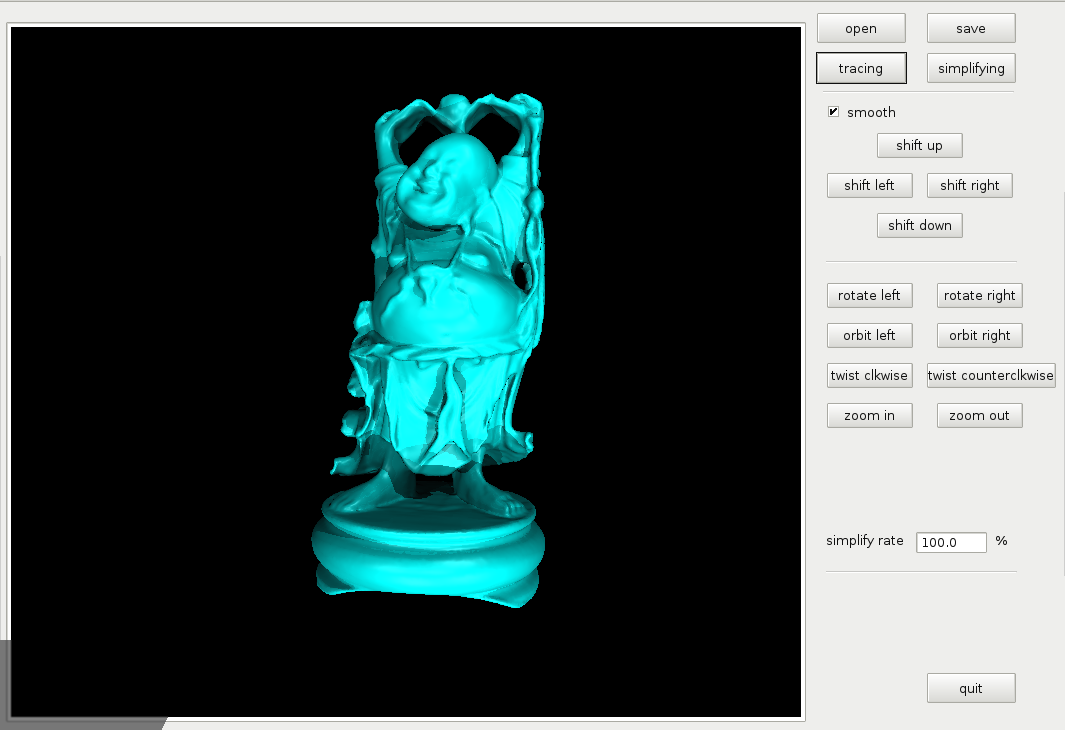 open save
tracing simplifying
smooth
shift up
shift left shift right
shift down
rotate left rotate right
orbit left orbit right
twist clkwise twist counterclkwise
zoom in zoom out
simplify rate 100.0 %
quit